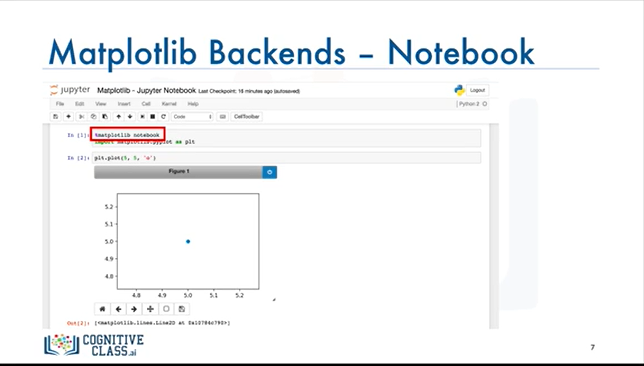 Matplotlib Backends – Notebook
jupyter Matplotlib - Jupyter Notebook Last Checkpoint: 16 minutes ago (autosaved) Logout
File Edit View Insert Cell Kernel Help Python 2
Code CellToolbar
In [1]: %matplotlib notebook
import matplotlib.pyplot as plt
In [2]: plt.plot(5, 5, 'o')
Figure 1
5.2
5.1
5.0
4.9
4.8
4.8 4.9 5.0 5.1 5.2
Out[2]: [<matplotlib.lines.Line2D at 0x10784c790>]
COGNITIVE
CLASS.ai
7